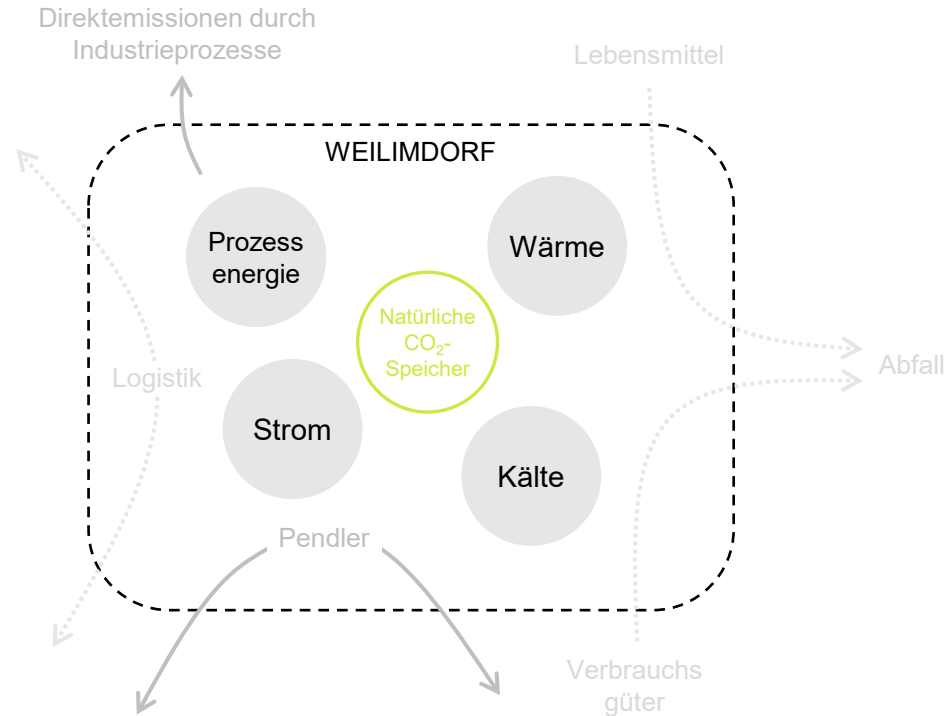 Direktemissionen durch
Industrieprozesse
Lebensmittel
WEILIMDORF
Prozess
energie
Wärme
Natürliche
CO₂-
Speicher
Logistik
Abfall
Strom
Kälte
Pendler
Verbrauchs
güter